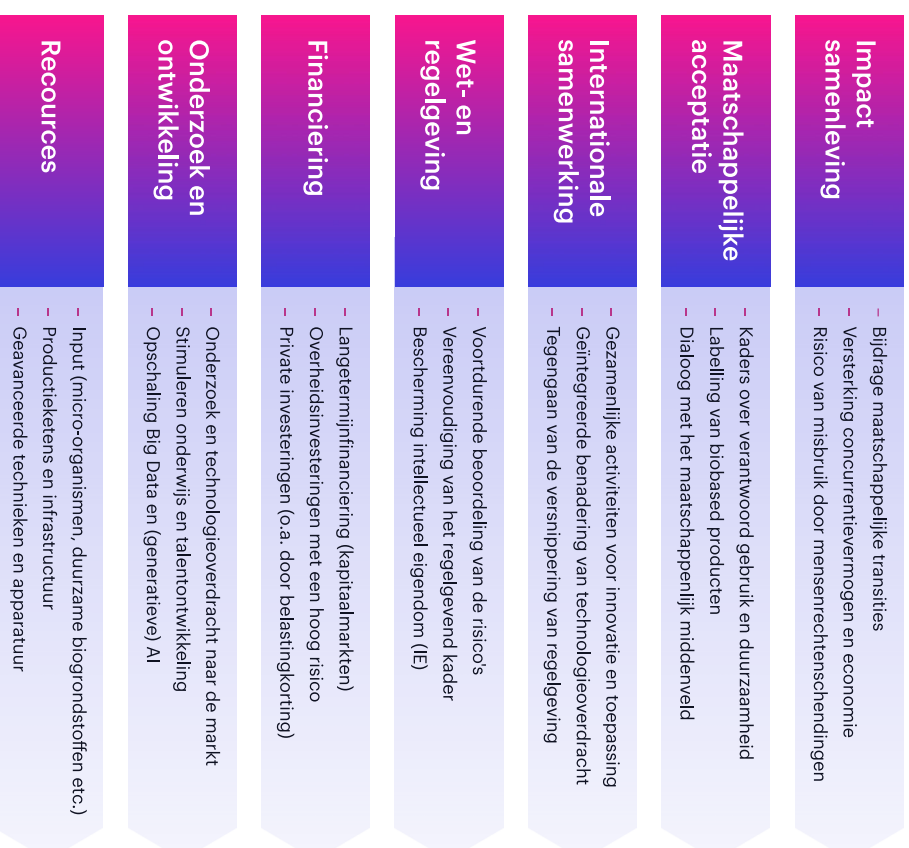 Impact
samenleving
– Bijdrage maatschappelijke transities
– Versterking concurrentievermogen en economie
– Risico van misbruik door mensenrechtenschendingen
Maatschappelijke
acceptatie
– Kaders over verantwoord gebruik en duurzaamheid
– Labelling van biobased producten
– Dialoog met het maatschappenlijk middenveld
Internationale
samenwerking
– Gezamenlijke activiteiten voor innovatie en toepassing
– Geïntegreerde benadering van technologieoverdracht
– Tegengaan van de versnippering van regelgeving
Wet- en
regelgeving
– Voortdurende beoordeling van de risico's
– Vereenvoudiging van het regelgevend kader
– Bescherming intellectueel eigendom (IE)
Financiering
– Langetermijnfinanciering (kapitaalmarkten)
– Overheidsinvesteringen met een hoog risico
– Private investeringen (o.a. door belastingkorting)
Onderzoek en
ontwikkeling
– Onderzoek en technologieoverdracht naar de markt
– Stimuleren onderwijs en talentontwikkeling
– Opschaling Big Data en (generatieve) AI
Recources
– Input (micro-organismen, duurzame biogrondstoffen etc.)
– Productieketens en infrastructuur
– Geavanceerde technieken en apparatuur